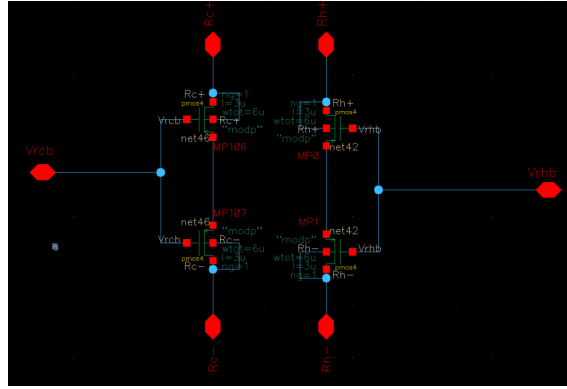 Rc+
Rh+
Rc+
ng=1
pmos4
l=3u
wtot=6u
Vrcb
Rc+
"modp"
net46
MP106
ng=1
Rh+
l=3u
pmos4
wtot=6u
Rh+
Vrhb
"modp"
net42
MP0
Vrcb
Vrhb
MP107
net46
"modp"
Vrcb
Rc-
wtot=6u
l=3u
pmos4
Rc-
ng=1
MP1
net42
"modp"
Rh-
Vrhb
wtot=6u
l=3u
pmos4
ng=1
Rh-
Rc-
Rh-